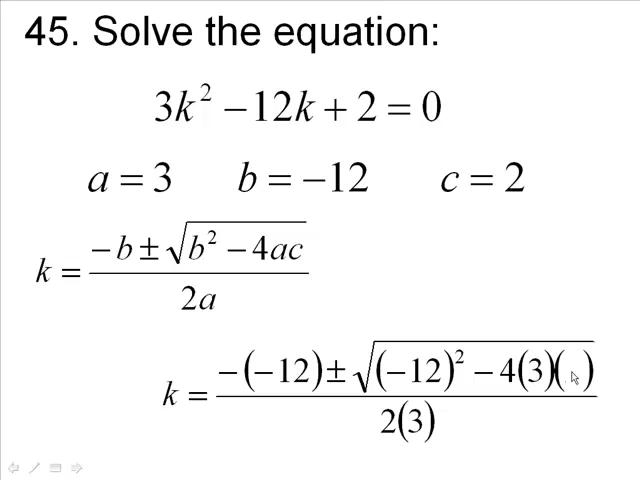 45. Solve the equation:
3k² − 12k + 2 = 0
a = 3 b = −12 c = 2
k = (−b ± √(b² − 4ac)) / 2a
k = (−(−12) ± √((−12)² − 4(3)( ))) / 2(3)